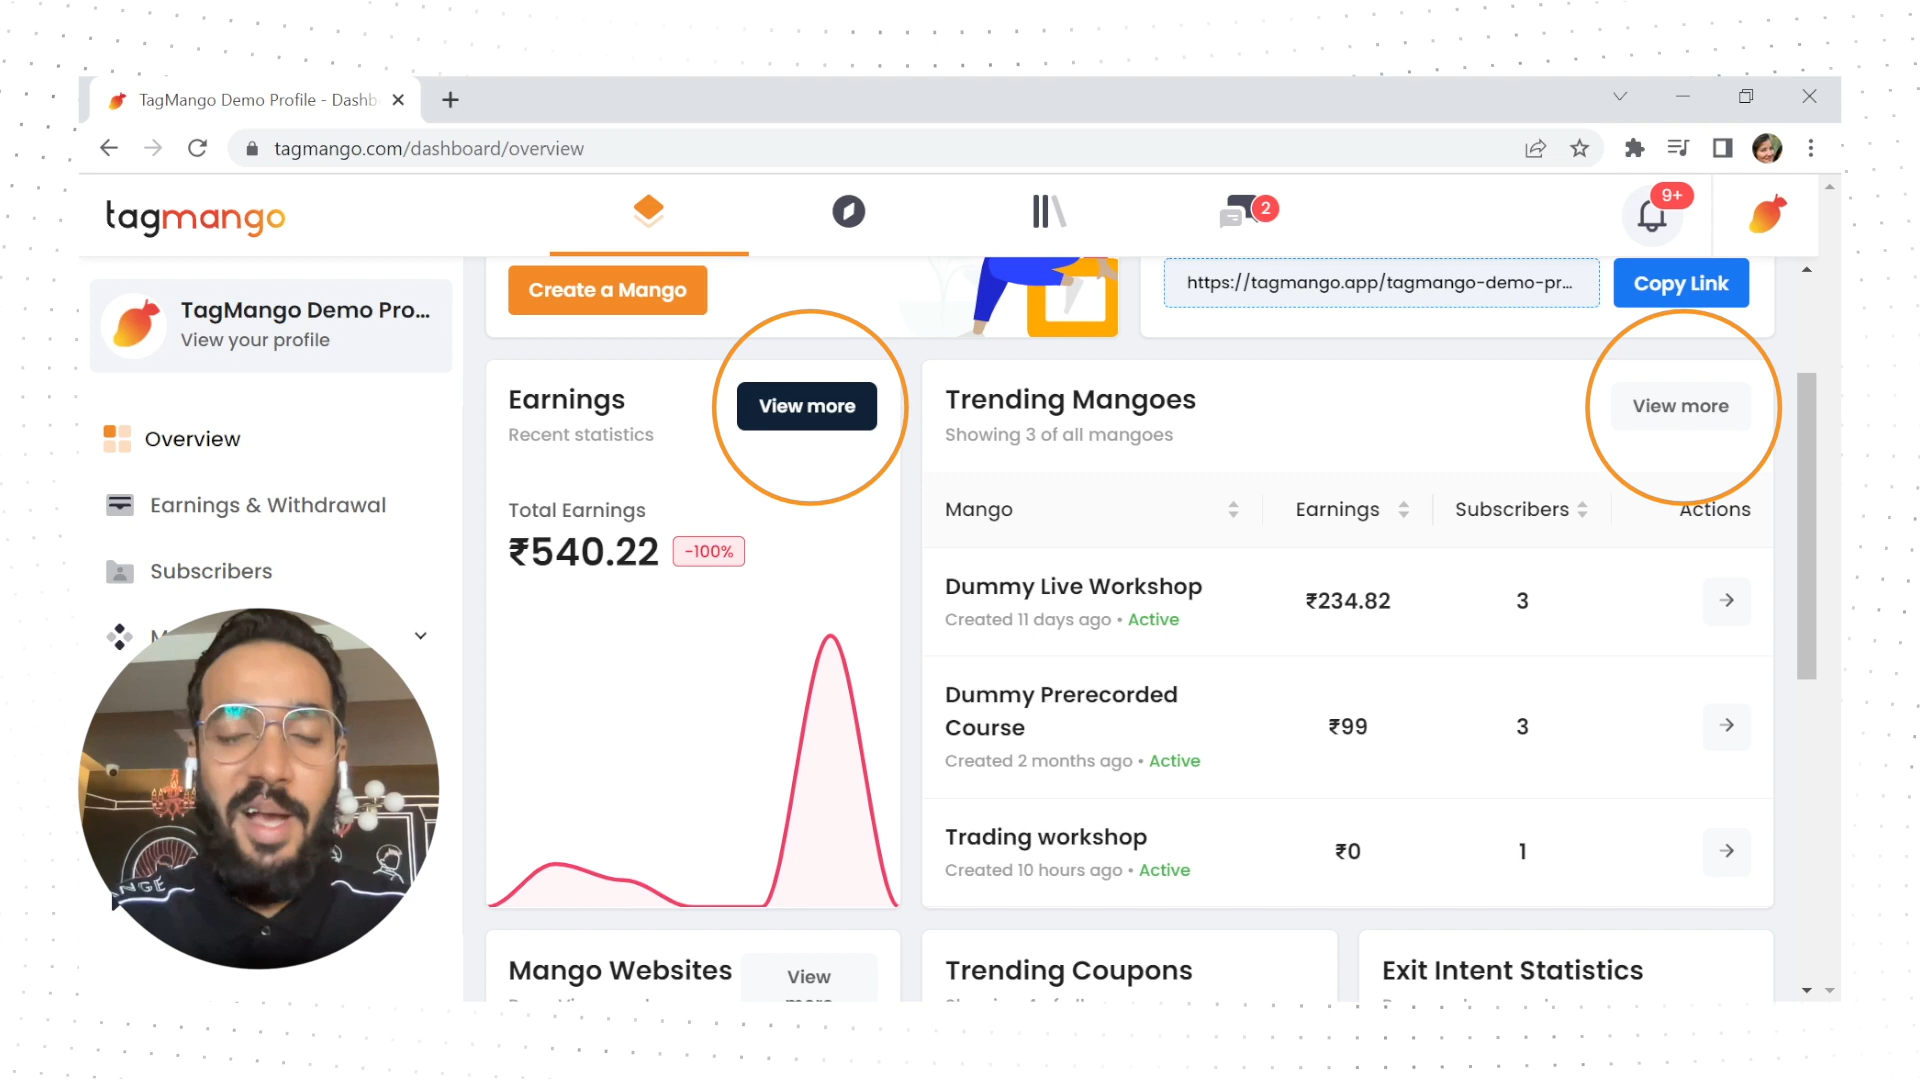 TagMango Demo Profile - Dashb
tagmango.com/dashboard/overview
tagmango
2
9+
TagMango Demo Pro...
View your profile
Overview
Earnings & Withdrawal
Subscribers
Create a Mango
https://tagmango.app/tagmango-demo-pr...
Copy Link
Earnings
Recent statistics
View more
Total Earnings
₹540.22
-100%
Trending Mangoes
Showing 3 of all mangoes
View more
Mango
Earnings
Subscribers
Actions
Dummy Live Workshop
Created 11 days ago • Active
₹234.82
3
Dummy Prerecorded
Course
Created 2 months ago • Active
₹99
3
Trading workshop
Created 10 hours ago • Active
₹0
1
Mango Websites
View
Trending Coupons
Exit Intent Statistics